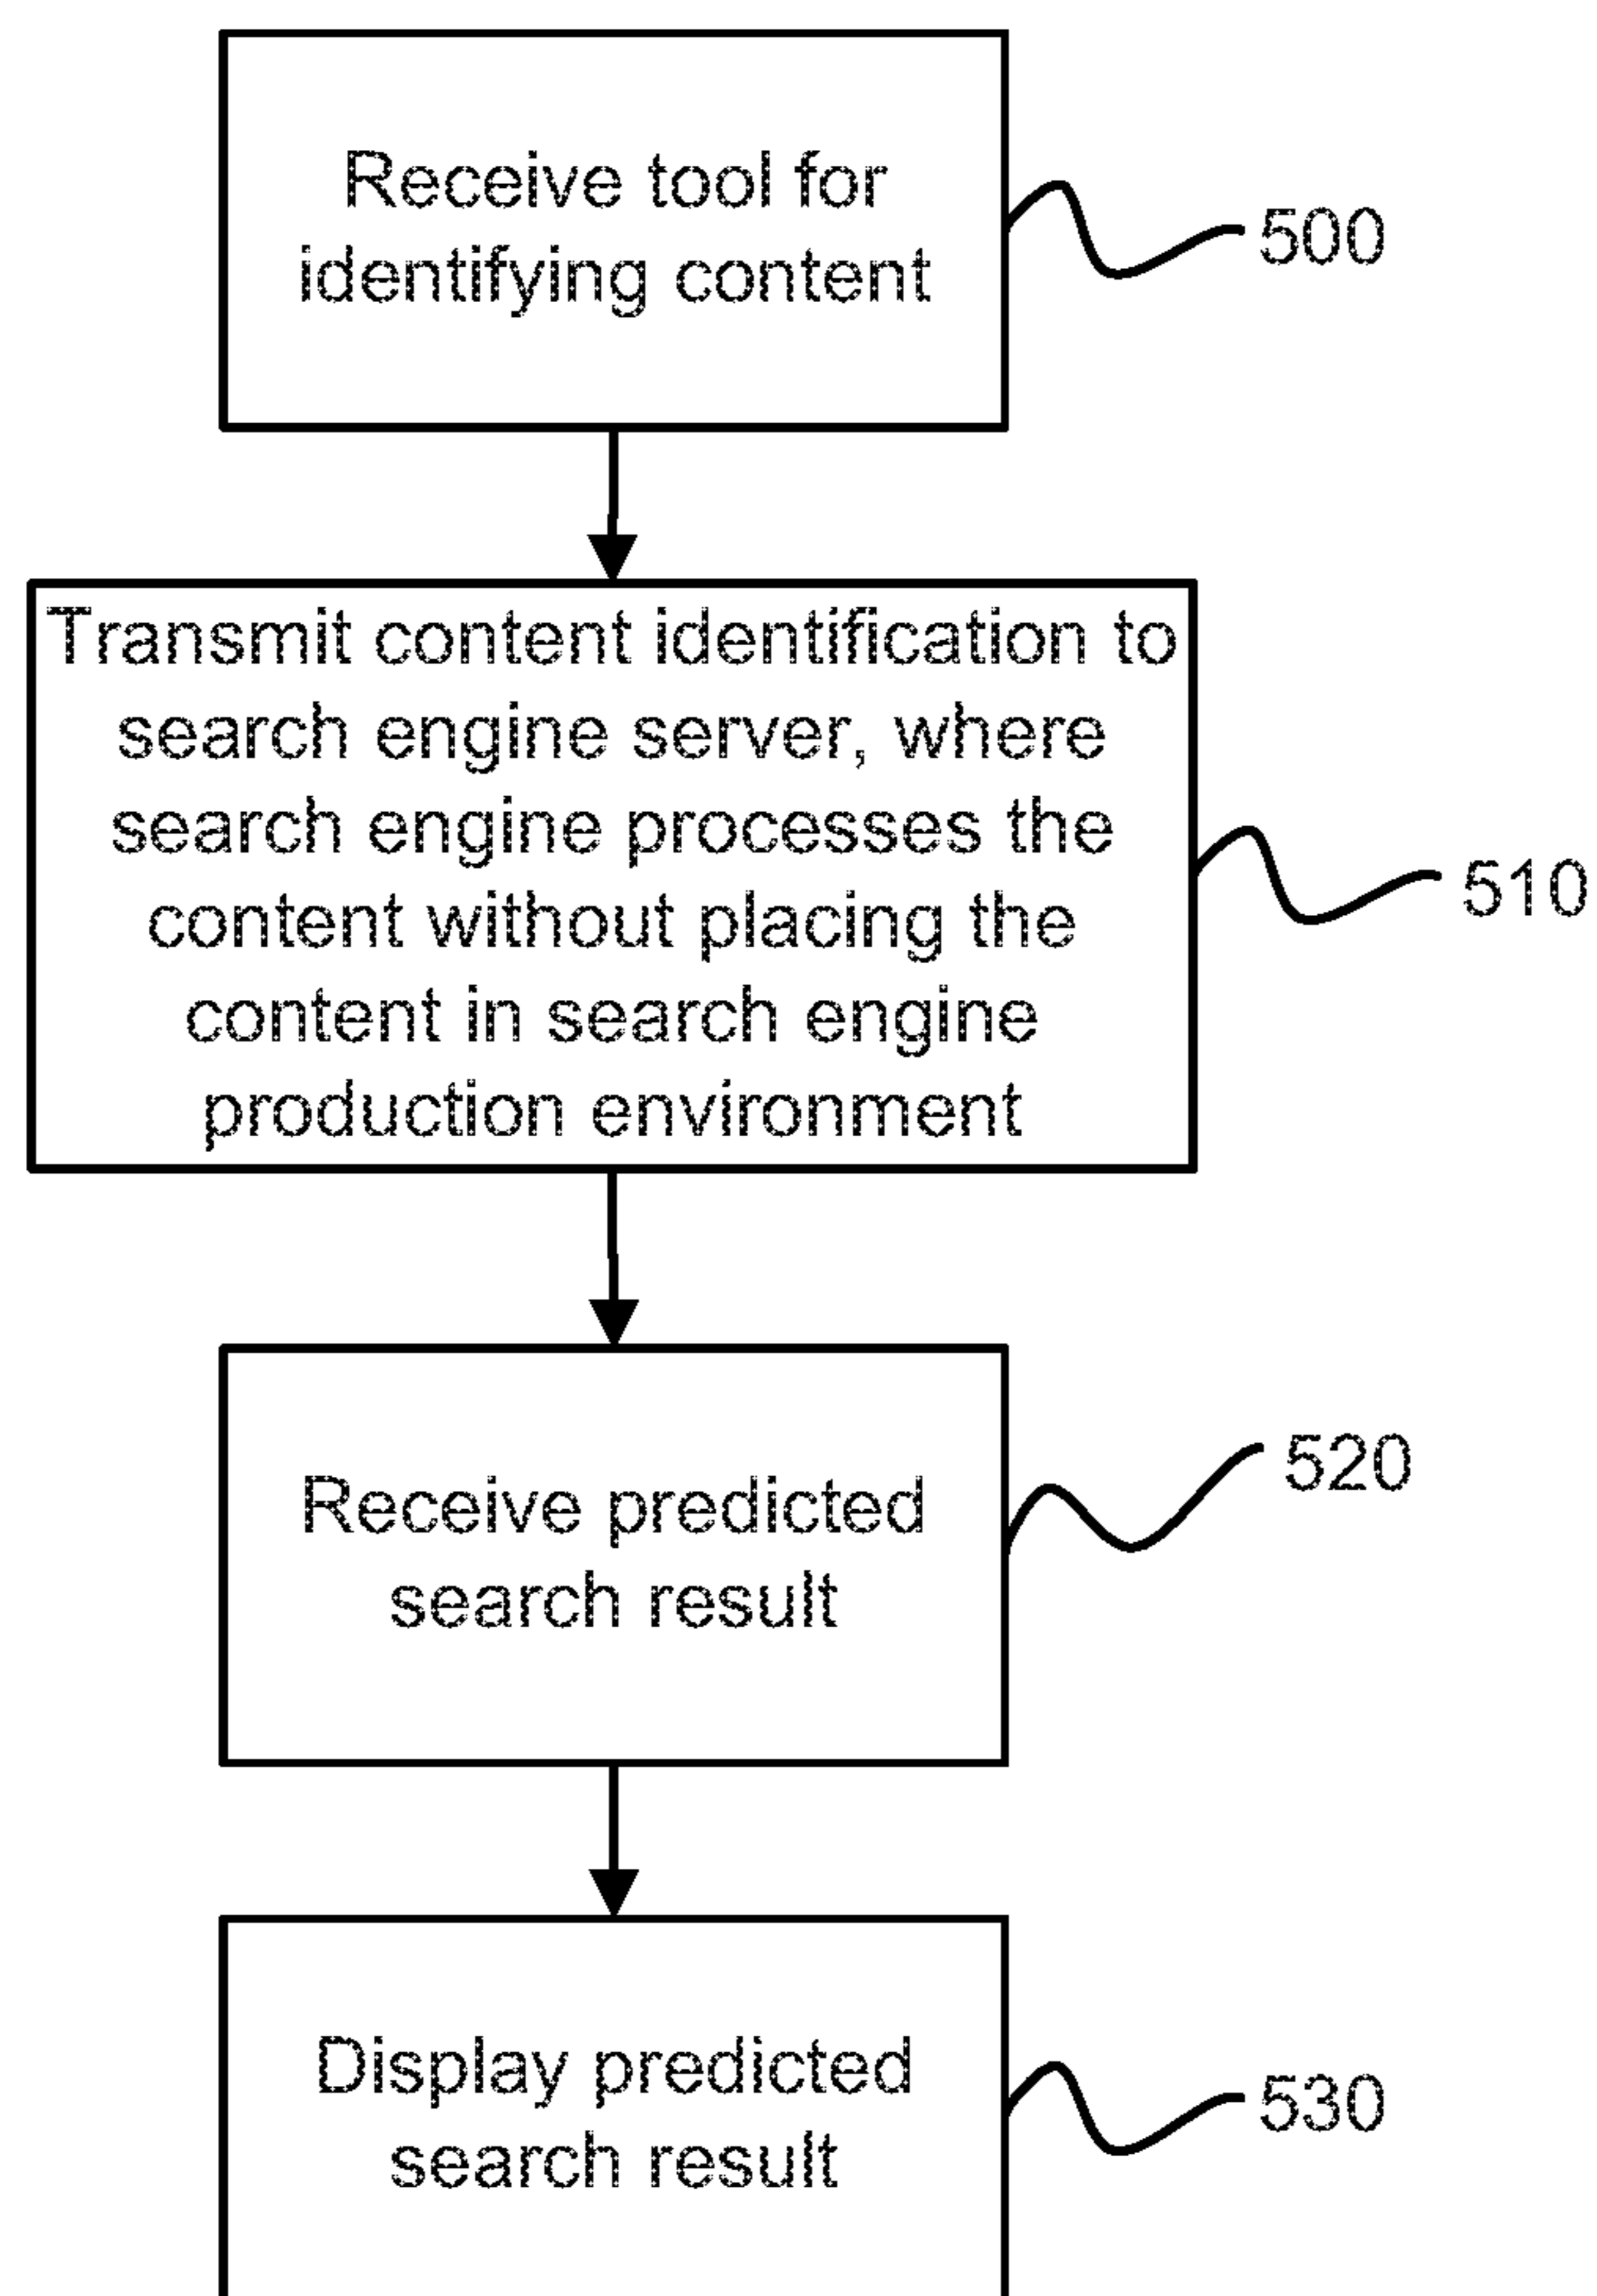 Receive tool for
identifying content
500
Transmit content identification to
search engine server, where
search engine processes the
content without placing the
content in search engine
production environment
510
Receive predicted
search result
520
Display predicted
search result
530